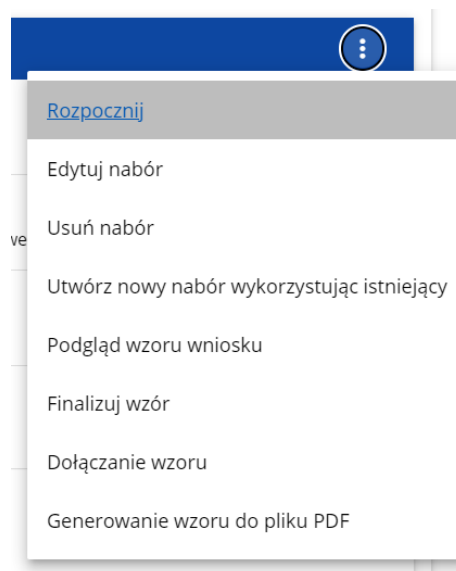 Rozpocznij
Edytuj nabór
we
Usuń nabór
Utwórz nowy nabór wykorzystując istniejący
Podgląd wzoru wniosku
Finalizuj wzór
Dołączanie wzoru
Generowanie wzoru do pliku PDF